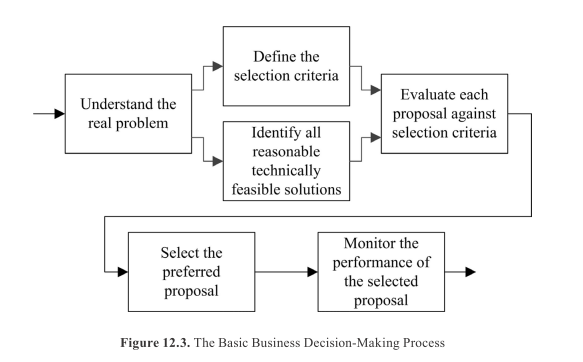 Understand the
real problem
Define the
selection criteria
Identify all
reasonable
technically
feasible solutions
Evaluate each
proposal against
selection criteria
Select the
preferred
proposal
Monitor the
performance of
the selected
proposal
Figure 12.3. The Basic Business Decision-Making Process